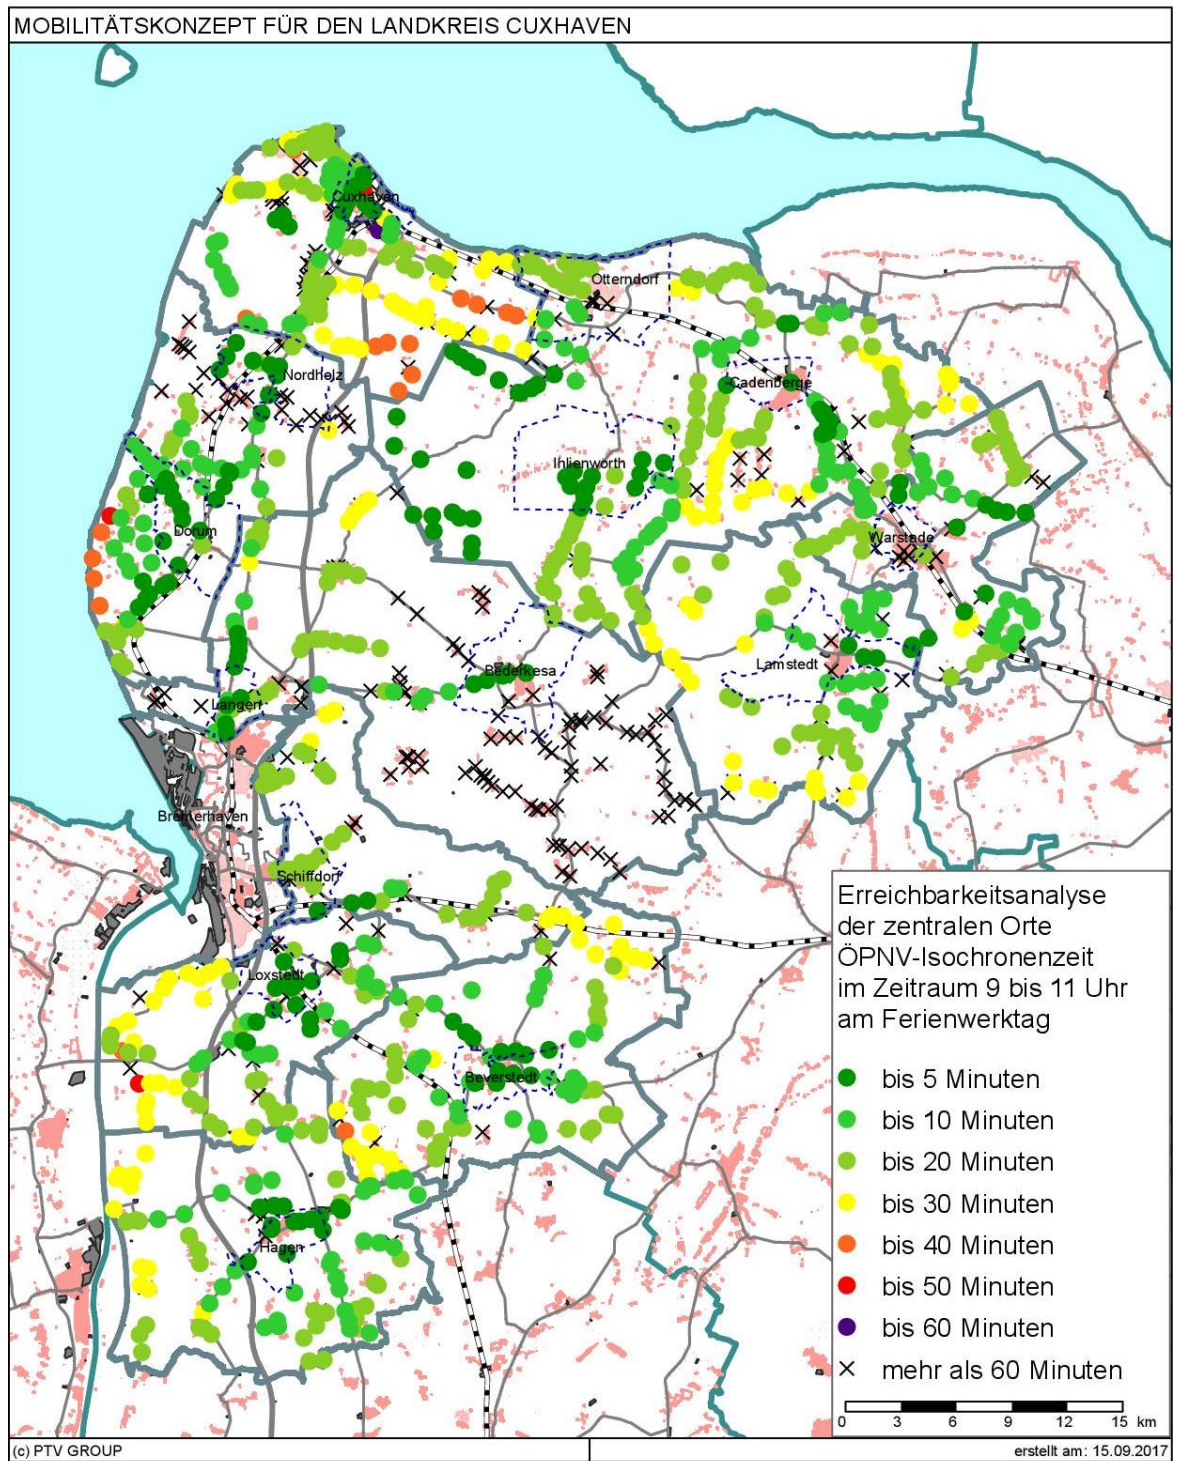 MOBILITÄTSKONZEPT FÜR DEN LANDKREIS CUXHAVEN
Cuxhaven
Otterndorf
Nordholz
Cadenberge
Ihlienworth
Dorum
Warstade
Lamstedt
Bederkesa
Langen
Bremerhaven
Schiffdorf
Loxstedt
Beverstedt
Hagen
Erreichbarkeitsanalyse
der zentralen Orte
ÖPNV-Isochronenzeit
im Zeitraum 9 bis 11 Uhr
am Ferienwerktag
bis 5 Minuten
bis 10 Minuten
bis 20 Minuten
bis 30 Minuten
bis 40 Minuten
bis 50 Minuten
bis 60 Minuten
mehr als 60 Minuten
0 3 6 9 12 15 km
(c) PTV GROUP
erstellt am: 15.09.2017